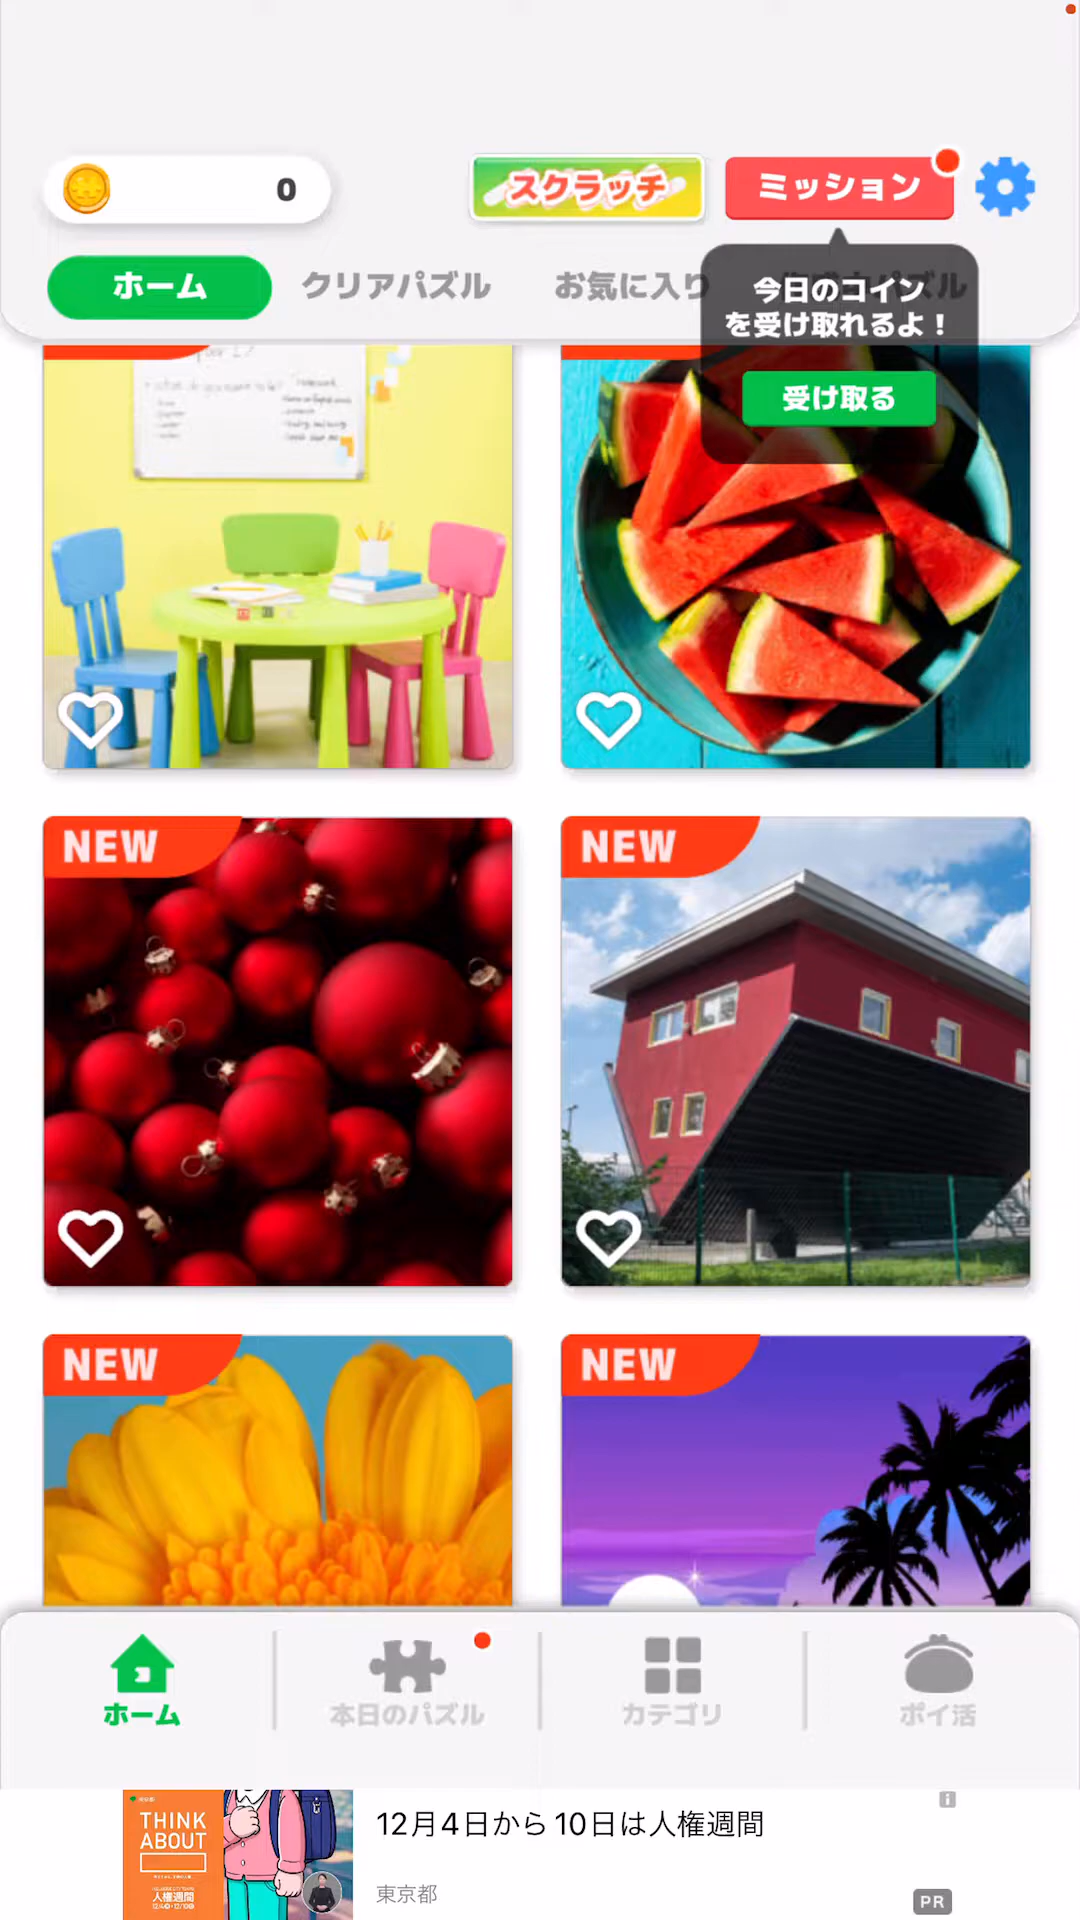 0
スクラッチ
ミッション
ホーム
クリアパズル
お気に入り
パズル
今日のコイン
を受け取れるよ！
受け取る
NEW
NEW
NEW
NEW
ホーム
本日のパズル
カテゴリ
ポイ活
THINK
ABOUT
人権週間
12月4日から10日は人権週間
東京都
PR